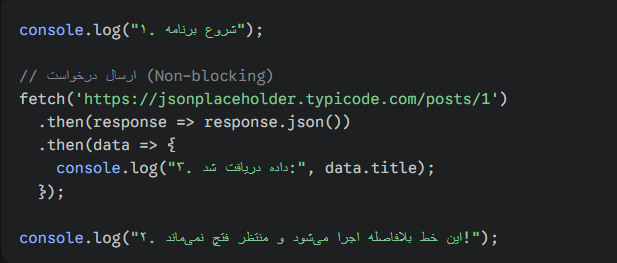 console.log("۱. شروع برنامه");
// ارسال درخواست (Non-blocking)
fetch('https://jsonplaceholder.typicode.com/posts/1')
.then(response => response.json())
.then(data => {
console.log("۳. داده دریافت شد:", data.title);
});
console.log("۲. این خط بلافاصله اجرا می‌شود و منتظر فتچ نمی‌ماند!");